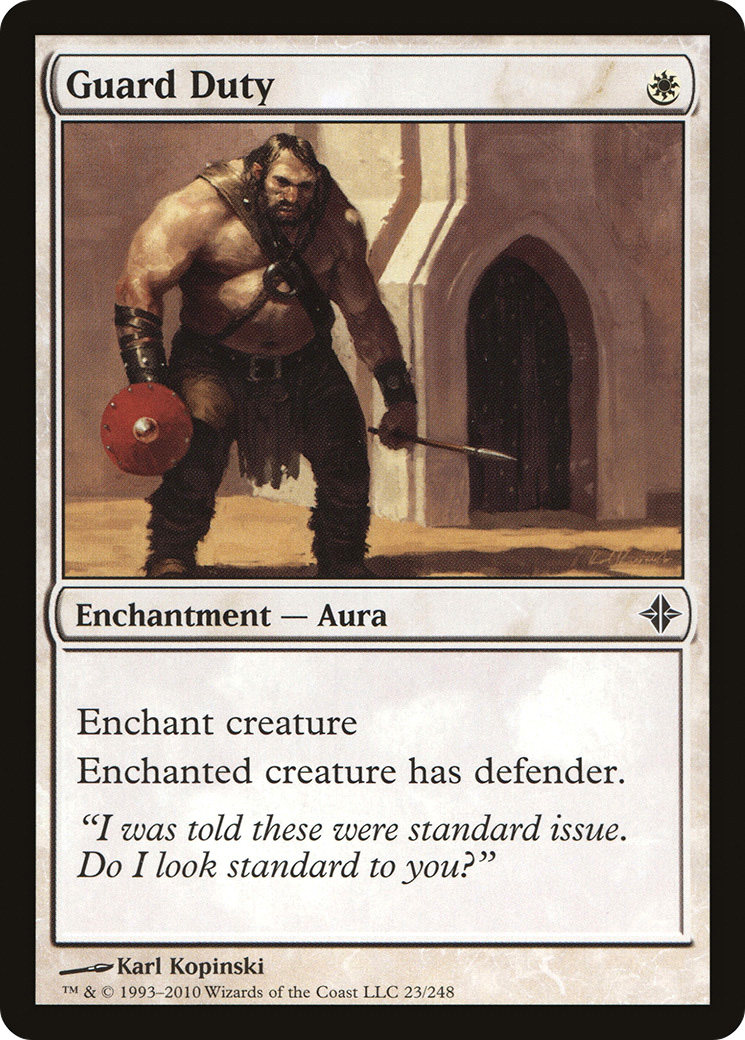 Guard Duty
Enchantment — Aura
Enchant creature
Enchanted creature has defender.
“I was told these were standard issue.
Do I look standard to you?”
Karl Kopinski
™ & © 1993–2010 Wizards of the Coast LLC 23/248